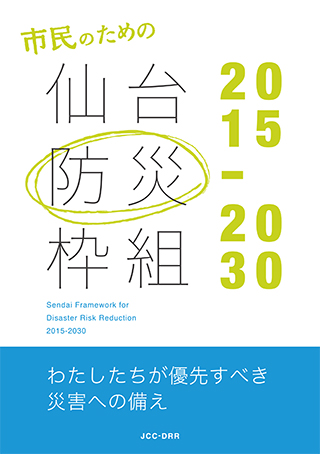 市民のための
仙台
防災
枠組
2015
-
2030
Sendai Framework for
Disaster Risk Reduction
2015-2030
わたしたちが優先すべき
災害への備え
JCC-DRR